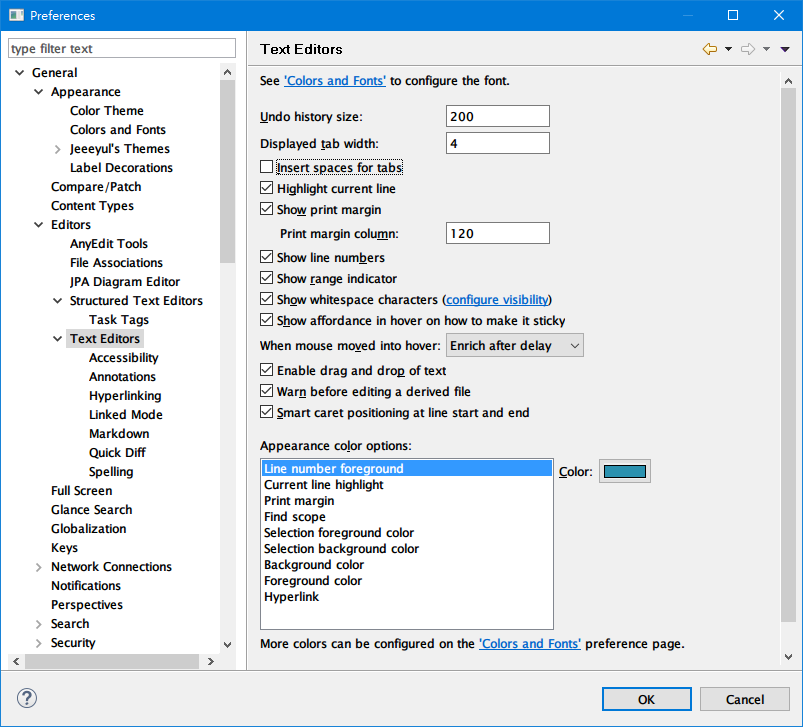 Preferences
type filter text
General
Appearance
Color Theme
Colors and Fonts
Jeeeyul's Themes
Label Decorations
Compare/Patch
Content Types
Editors
AnyEdit Tools
File Associations
JPA Diagram Editor
Structured Text Editors
Task Tags
Text Editors
Accessibility
Annotations
Hyperlinking
Linked Mode
Markdown
Quick Diff
Spelling
Full Screen
Glance Search
Globalization
Keys
Network Connections
Notifications
Perspectives
Search
Security
Text Editors
See 'Colors and Fonts' to configure the font.
Undo history size: 200
Displayed tab width: 4
Insert spaces for tabs
Highlight current line
Show print margin
Print margin column: 120
Show line numbers
Show range indicator
Show whitespace characters (configure visibility)
Show affordance in hover on how to make it sticky
When mouse moved into hover: Enrich after delay
Enable drag and drop of text
Warn before editing a derived file
Smart caret positioning at line start and end
Appearance color options:
Line number foreground
Current line highlight
Print margin
Find scope
Selection foreground color
Selection background color
Background color
Foreground color
Hyperlink
Color:
More colors can be configured on the 'Colors and Fonts' preference page.
?
OK
Cancel